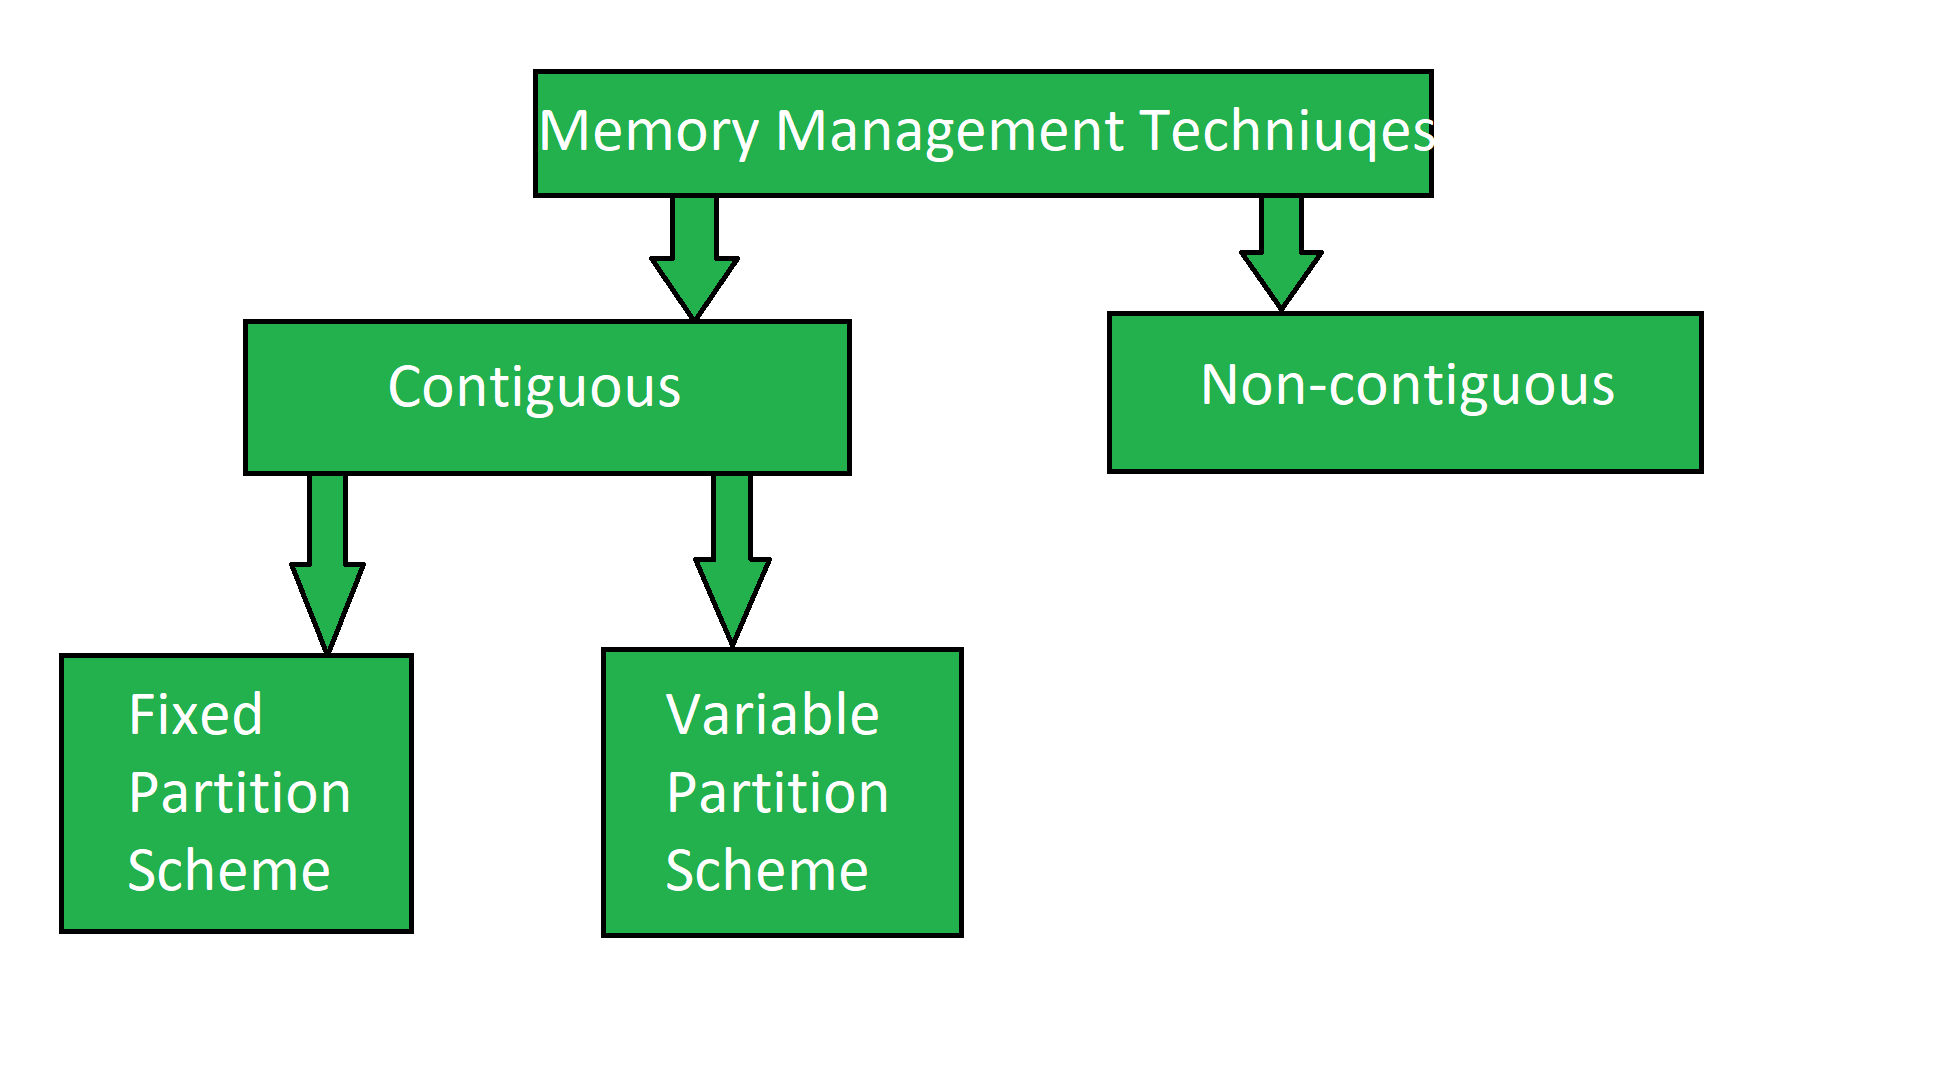 Memory Management Techniuqes
Contiguous
Non-contiguous
Fixed
Partition
Scheme
Variable
Partition
Scheme